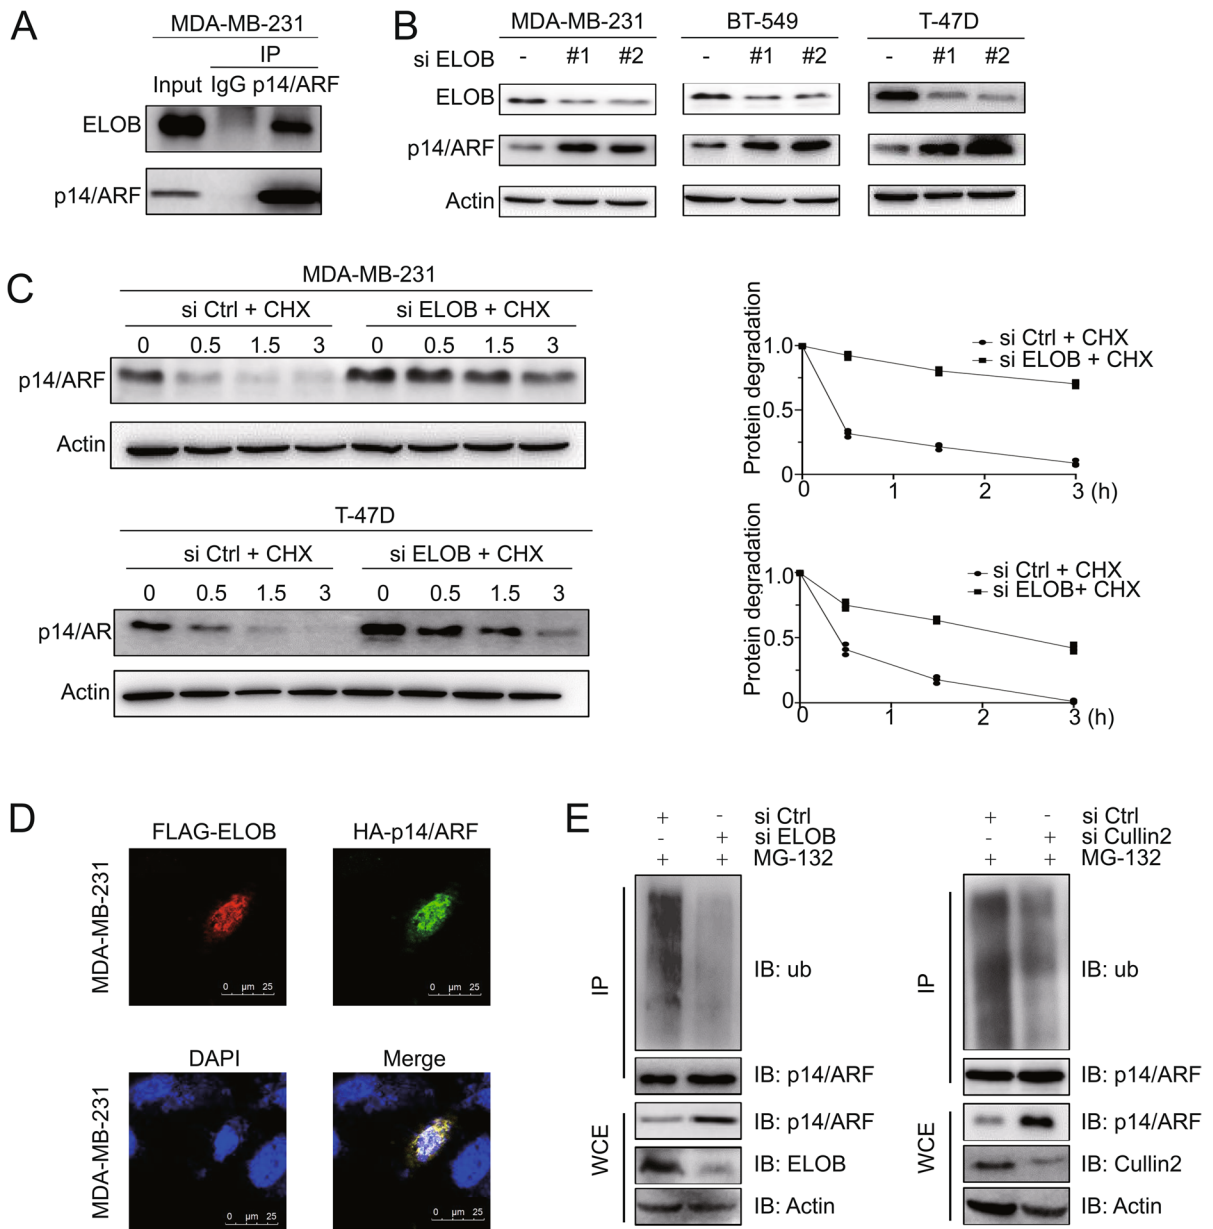 A
MDA-MB-231
IP
Input IgG p14/ARF
ELOB
p14/ARF
B
MDA-MB-231 BT-549 T-47D
si ELOB - #1 #2 - #1 #2 - #1 #2
ELOB
p14/ARF
Actin
C
MDA-MB-231
si Ctrl + CHX si ELOB + CHX
0 0.5 1.5 3 0 0.5 1.5 3
p14/ARF
Actin
T-47D
si Ctrl + CHX si ELOB + CHX
0 0.5 1.5 3 0 0.5 1.5 3
p14/AR
Actin
Protein degradation
si Ctrl + CHX
si ELOB + CHX
1.0
0.5
0
0 1 2 3 (h)
Protein degradation
si Ctrl + CHX
si ELOB+ CHX
1.0
0.5
0
0 1 2 3 (h)
D
FLAG-ELOB HA-p14/ARF
MDA-MB-231
0 µm 25 0 µm 25
DAPI Merge
MDA-MB-231
0 µm 25 0 µm 25
E
+ - si Ctrl
- + si ELOB
+ + MG-132
IP
IB: ub
IB: p14/ARF
WCE
IB: p14/ARF
IB: ELOB
IB: Actin
+ - si Ctrl
- + si Cullin2
+ + MG-132
IP
IB: ub
IB: p14/ARF
WCE
IB: p14/ARF
IB: Cullin2
IB: Actin